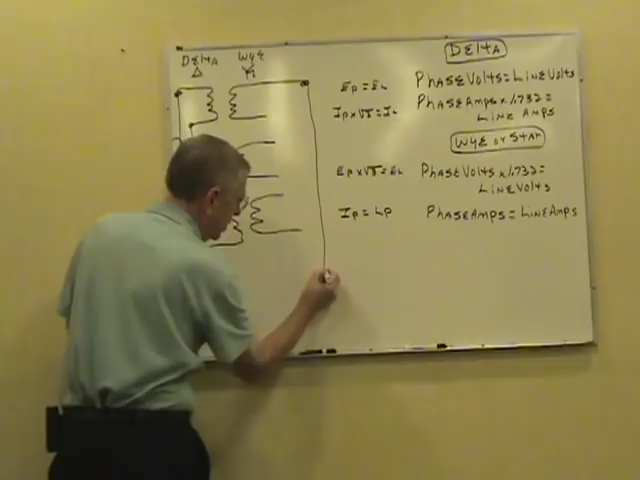 DELTA WYE
Δ Y
DELTA
EP = EL PHASE VOLTS = LINE VOLTS
IP x √3 = IL PHASE AMPS x 1.732 =
LINE AMPS
WYE OR STAR
EP x √3 = EL PHASE VOLTS x 1.732 =
LINE VOLTS
IP = LP PHASE AMPS = LINE AMPS